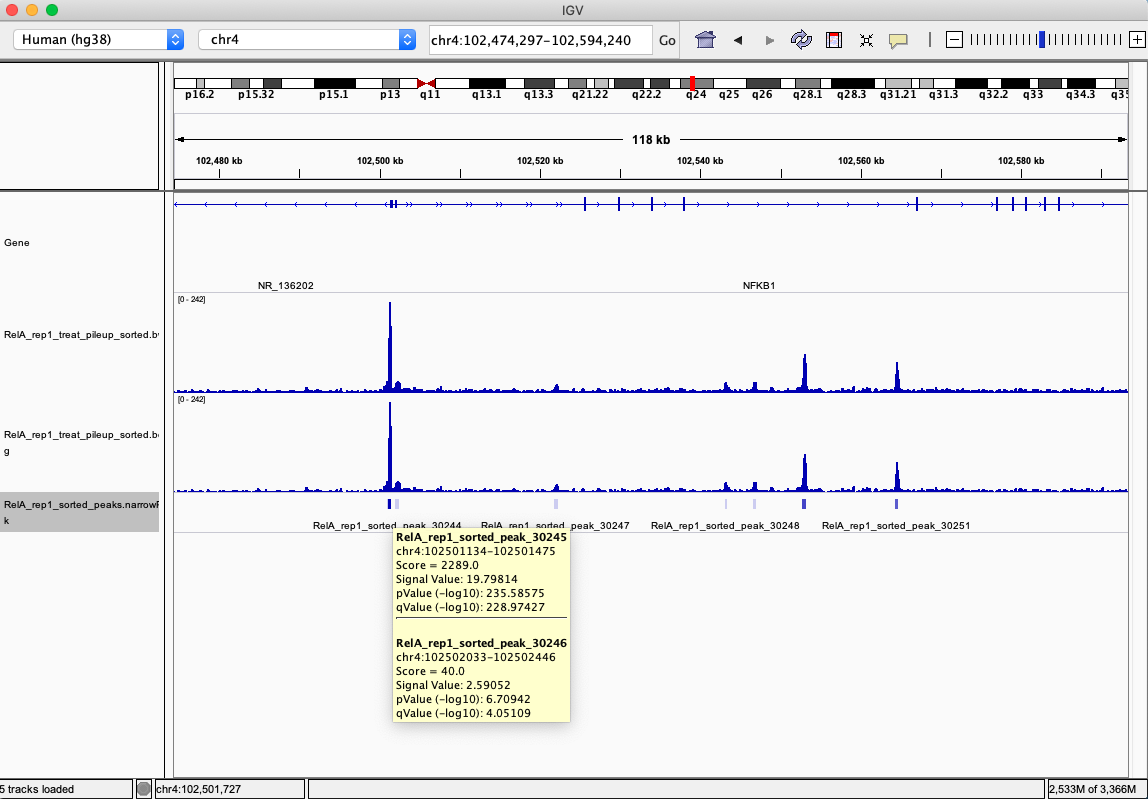 IGV
Human (hg38) chr4 chr4:102,474,297-102,594,240 Go
p16.2 p15.32 p15.1 p13 q11 q13.1 q13.3 q21.22 q22.2 q24 q25 q26 q28.1 q28.3 q31.21 q31.3 q32.2 q33 q34.3 q35
118 kb
102,480 kb 102,500 kb 102,520 kb 102,540 kb 102,560 kb 102,580 kb
Gene
NR_136202 NFKB1
[0 - 242]
RelA_rep1_treat_pileup_sorted.b
[0 - 242]
RelA_rep1_treat_pileup_sorted.b
g
RelA_rep1_sorted_peaks.narrow
k
RelA_rep1_sorted_peak_30244 RelA_rep1_sorted_peak_30247 RelA_rep1_sorted_peak_30248 RelA_rep1_sorted_peak_30251
RelA_rep1_sorted_peak_30245
chr4:102501134-102501475
Score = 2289.0
Signal Value: 19.79814
pValue (-log10): 235.58575
qValue (-log10): 228.97427
RelA_rep1_sorted_peak_30246
chr4:102502033-102502446
Score = 40.0
Signal Value: 2.59052
pValue (-log10): 6.70942
qValue (-log10): 4.05109
5 tracks loaded chr4:102,501,727 2,533M of 3,366M